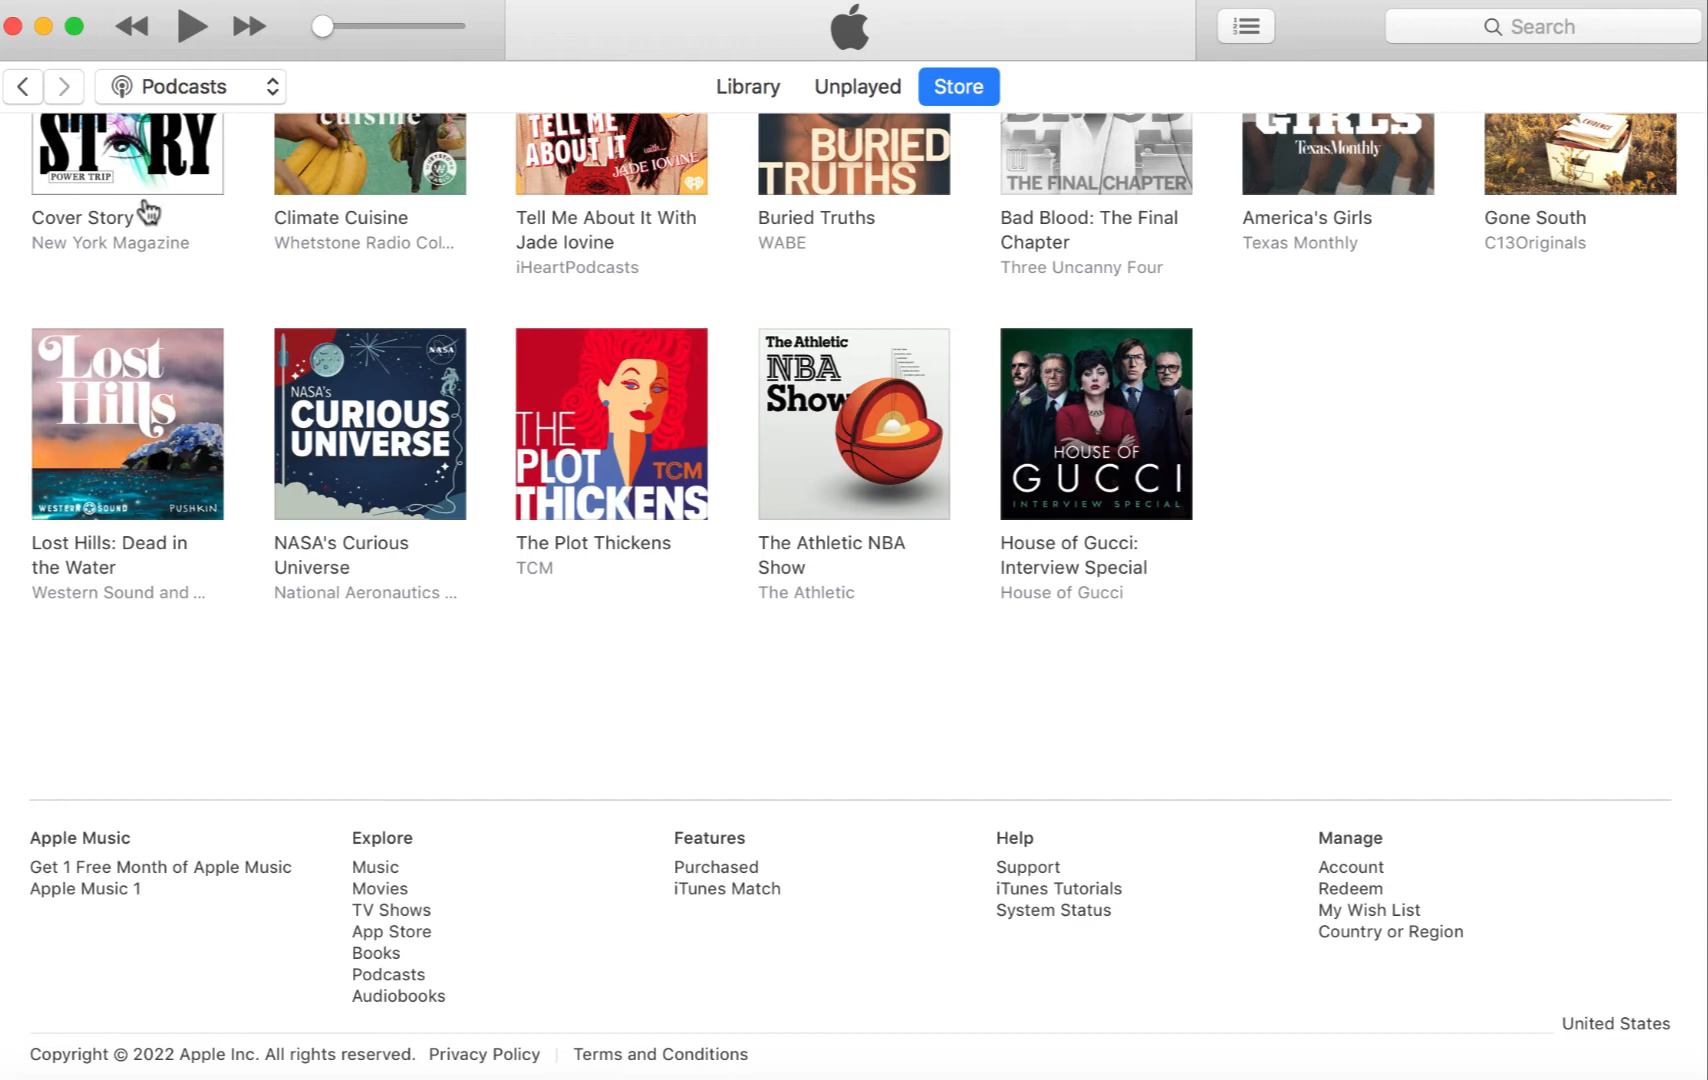 Search
Podcasts
Library
Unplayed
Store
STORY
POWER TRIP
cuisine
TELL ME
ABOUT IT
with...
JADE IOVINE
BURIED
TRUTHS
THE FINAL CHAPTER
GIRLS
TexasMonthly
EVIDENCE
Cover Story
New York Magazine
Climate Cuisine
Whetstone Radio Col...
Tell Me About It With
Jade Iovine
iHeartPodcasts
Buried Truths
WABE
Bad Blood: The Final
Chapter
Three Uncanny Four
America's Girls
Texas Monthly
Gone South
C13Originals
Lost
Hills
WESTERN SOUND
PUSHKIN
NASA
NASA's
CURIOUS
UNIVERSE
THE
PLOT
TCM
THICKENS
The Athletic
NBA
Show
HOUSE OF
GUCCI
INTERVIEW SPECIAL
Lost Hills: Dead in
the Water
Western Sound and ...
NASA's Curious
Universe
National Aeronautics ...
The Plot Thickens
TCM
The Athletic NBA
Show
The Athletic
House of Gucci:
Interview Special
House of Gucci
Apple Music
Get 1 Free Month of Apple Music
Apple Music 1
Explore
Music
Movies
TV Shows
App Store
Books
Podcasts
Audiobooks
Features
Purchased
iTunes Match
Help
Support
iTunes Tutorials
System Status
Manage
Account
Redeem
My Wish List
Country or Region
United States
Copyright © 2022 Apple Inc. All rights reserved.
Privacy Policy
Terms and Conditions